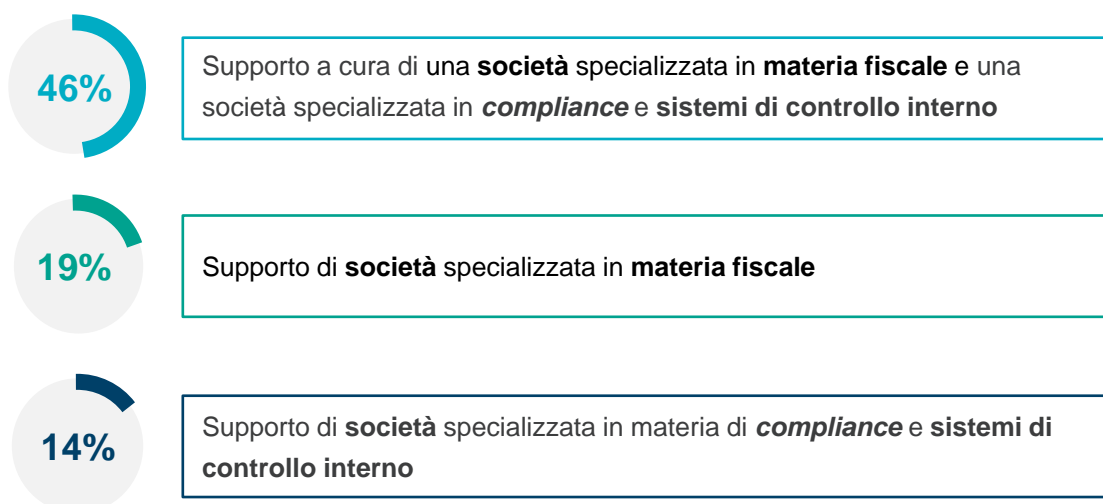 46%
Supporto a cura di una società specializzata in materia fiscale e una
società specializzata in compliance e sistemi di controllo interno
19%
Supporto di società specializzata in materia fiscale
14%
Supporto di società specializzata in materia di compliance e sistemi di
controllo interno